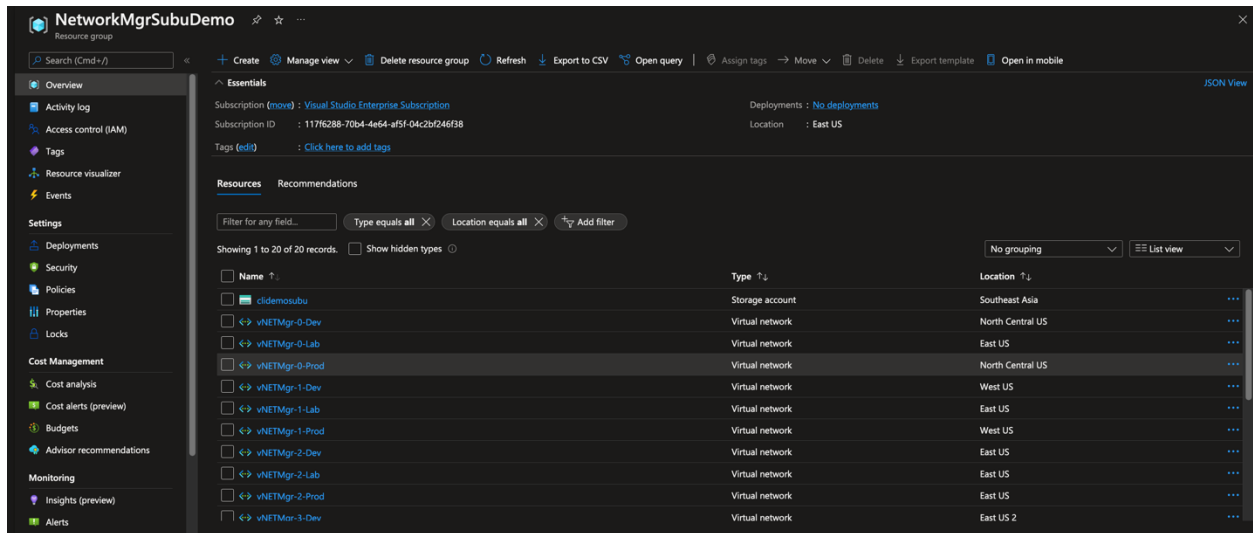 NetworkMgrSubuDemo
Resource group
Search (Cmd+/)
Overview
Activity log
Access control (IAM)
Tags
Resource visualizer
Events
Settings
Deployments
Security
Policies
Properties
Locks
Cost Management
Cost analysis
Cost alerts (preview)
Budgets
Advisor recommendations
Monitoring
Insights (preview)
Alerts
Create Manage view Delete resource group Refresh Export to CSV Open query Assign tags Move Delete Export template Open in mobile
Essentials JSON View
Subscription (move) : Visual Studio Enterprise Subscription Deployments : No deployments
Subscription ID : 117f6288-70b4-4e64-af5f-04c2bf246f38 Location : East US
Tags (edit) : Click here to add tags
Resources Recommendations
Filter for any field... Type equals all Location equals all Add filter
Showing 1 to 20 of 20 records. Show hidden types No grouping List view
Name Type Location
clidemosubu Storage account Southeast Asia
vNETMgr-0-Dev Virtual network North Central US
vNETMgr-0-Lab Virtual network East US
vNETMgr-0-Prod Virtual network North Central US
vNETMgr-1-Dev Virtual network West US
vNETMgr-1-Lab Virtual network East US
vNETMgr-1-Prod Virtual network West US
vNETMgr-2-Dev Virtual network East US
vNETMgr-2-Lab Virtual network East US
vNETMgr-2-Prod Virtual network East US
vNETMgr-3-Dev Virtual network East US 2